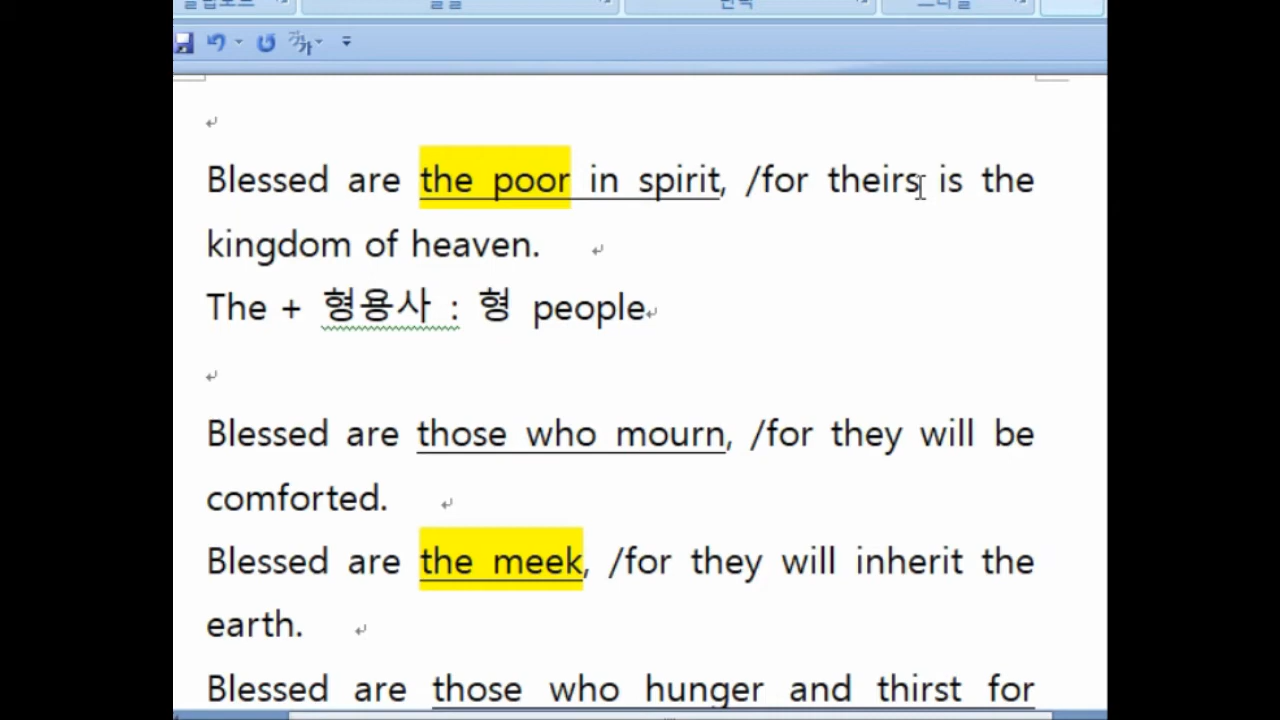 Blessed are the poor in spirit, /for theirs is the
kingdom of heaven.
The + 형용사 : 형 people
Blessed are those who mourn, /for they will be
comforted.
Blessed are the meek, /for they will inherit the
earth.
Blessed are those who hunger and thirst for